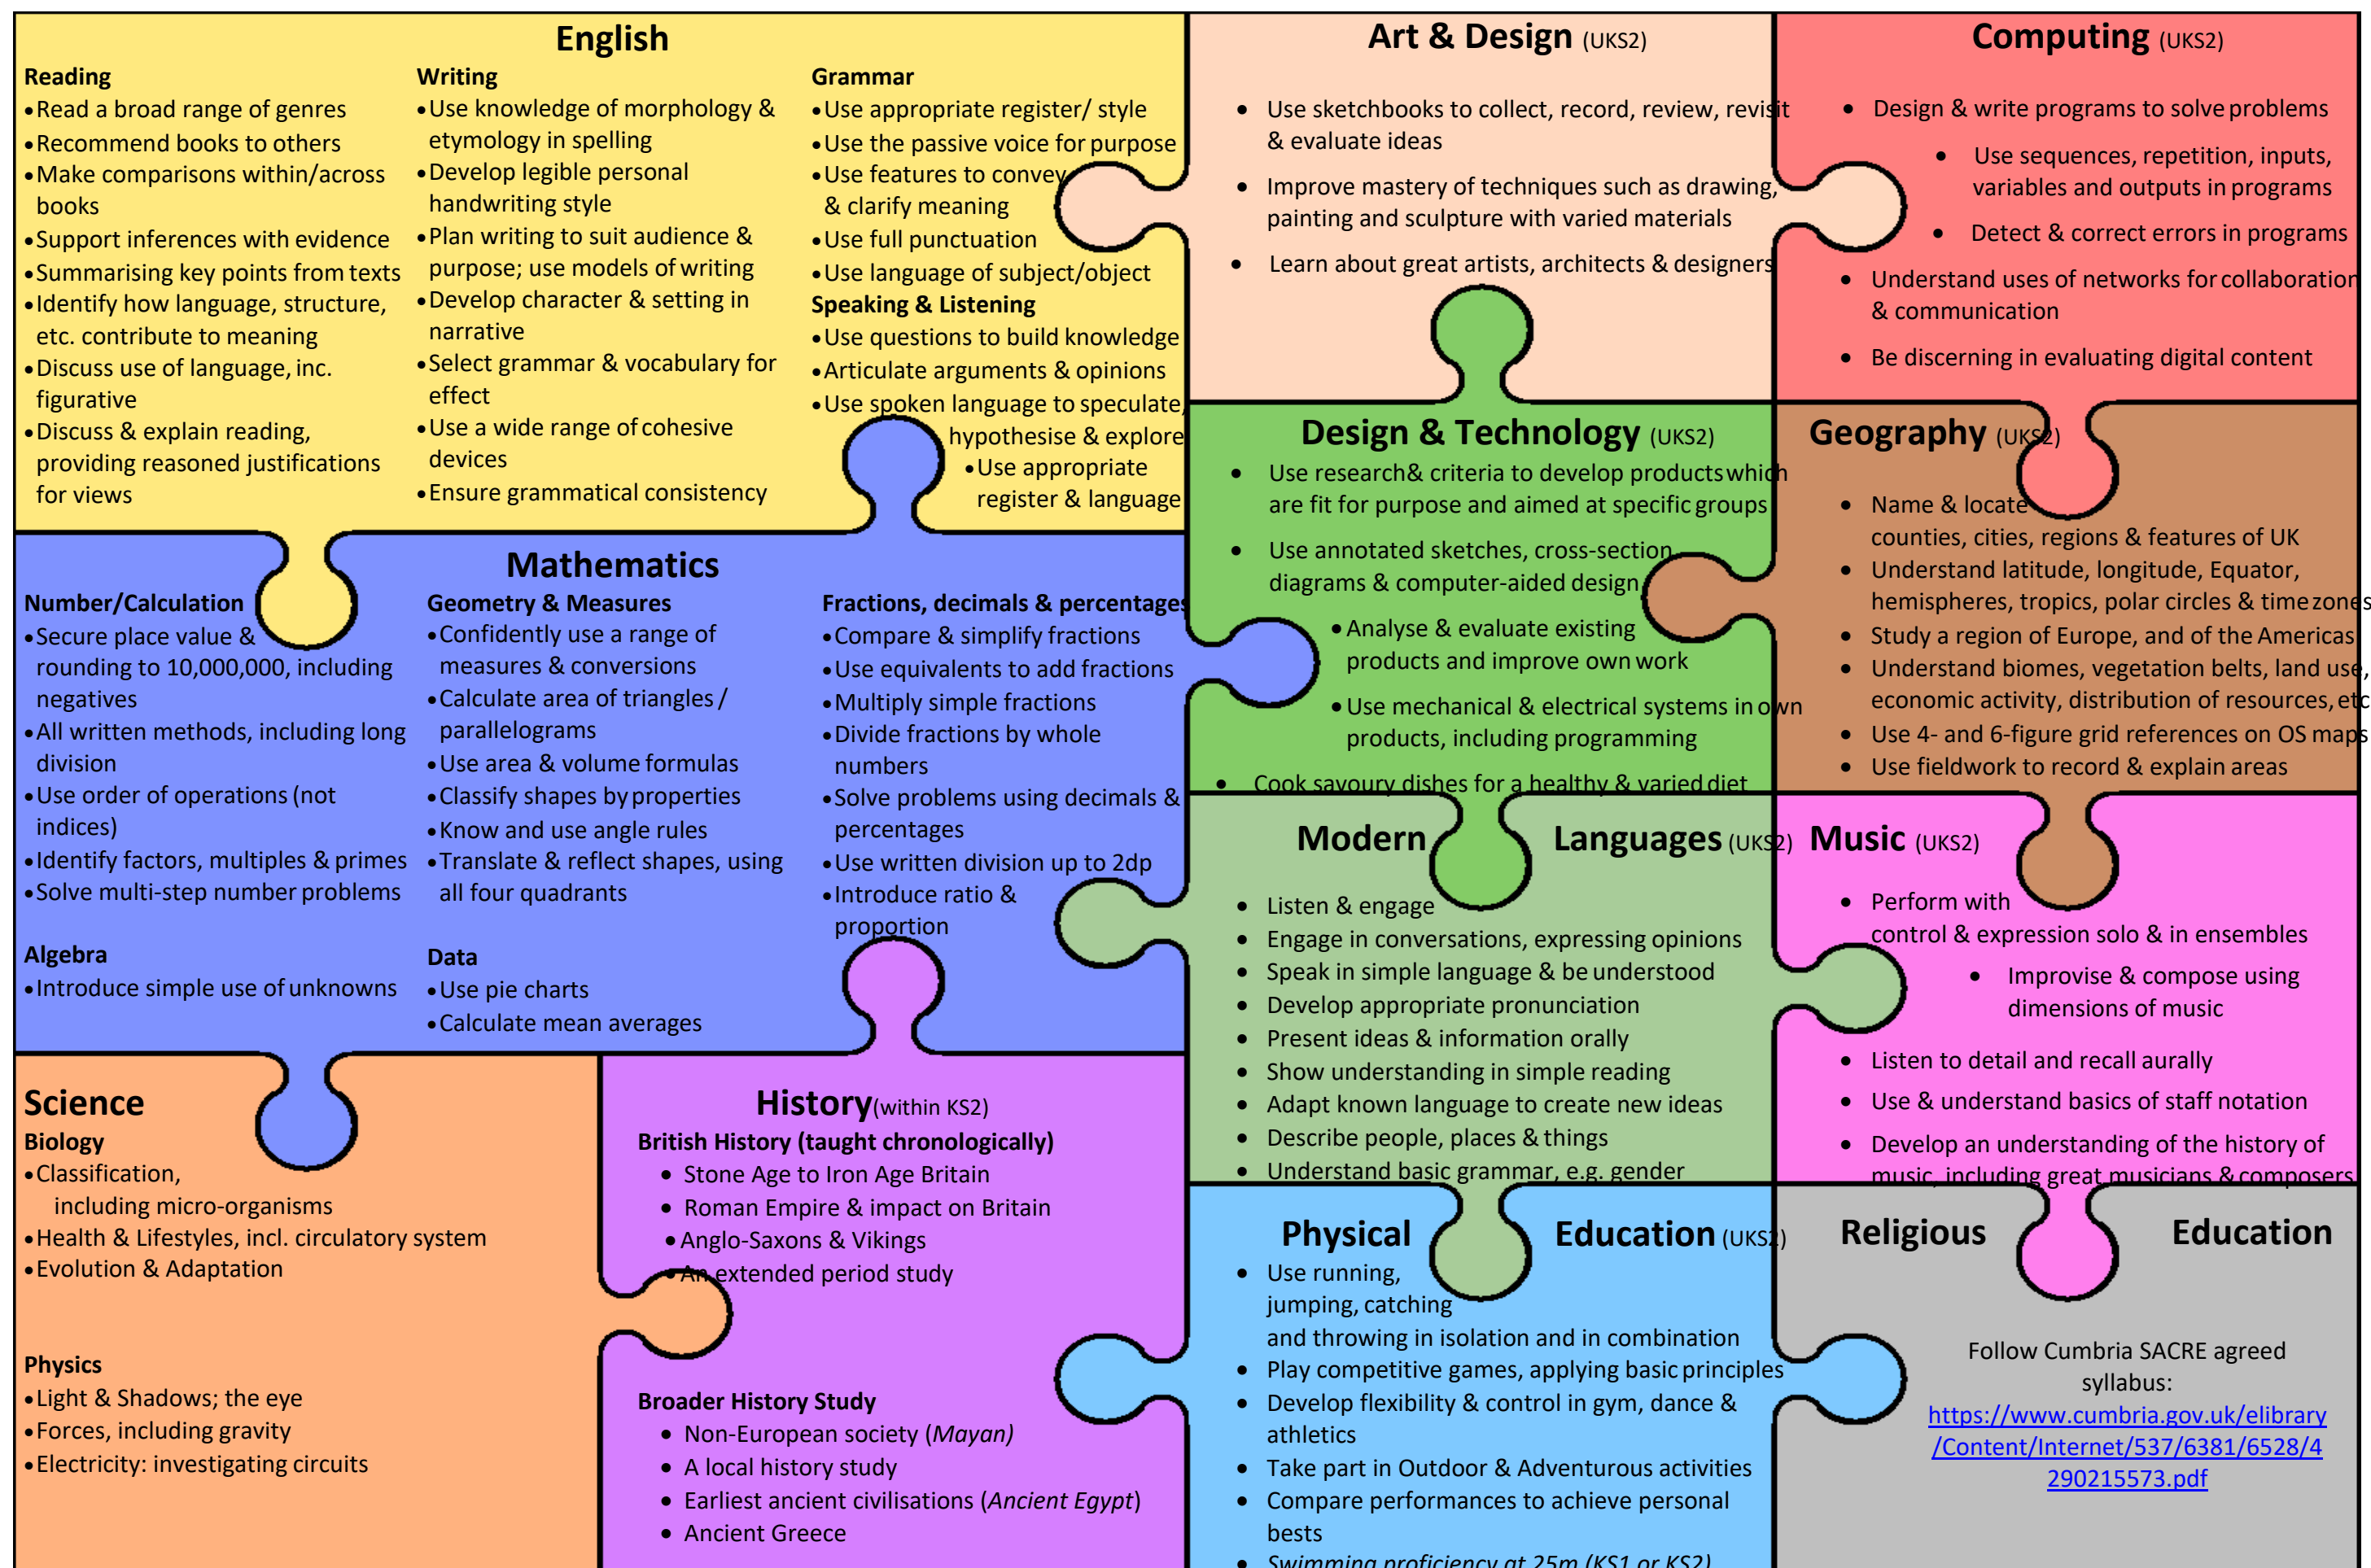 English
Reading
•Read a broad range of genres
•Recommend books to others
•Make comparisons within/across
books
•Support inferences with evidence
•Summarising key points from texts
•Identify how language, structure,
etc. contribute to meaning
•Discuss use of language, inc.
figurative
•Discuss & explain reading,
providing reasoned justifications
for views
Writing
•Use knowledge of morphology &
etymology in spelling
•Develop legible personal
handwriting style
•Plan writing to suit audience &
purpose; use models of writing
•Develop character & setting in
narrative
•Select grammar & vocabulary for
effect
•Use a wide range of cohesive
devices
•Ensure grammatical consistency
Grammar
•Use appropriate register/ style
•Use the passive voice for purpose
•Use features to convey
& clarify meaning
•Use full punctuation
•Use language of subject/object
Speaking & Listening
•Use questions to build knowledge
•Articulate arguments & opinions
•Use spoken language to speculate,
hypothesise & explore
•Use appropriate
register & language
Art & Design (UKS2)
• Use sketchbooks to collect, record, review, revisit
& evaluate ideas
• Improve mastery of techniques such as drawing,
painting and sculpture with varied materials
• Learn about great artists, architects & designers
Computing (UKS2)
• Design & write programs to solve problems
• Use sequences, repetition, inputs,
variables and outputs in programs
• Detect & correct errors in programs
• Understand uses of networks for collaboration
& communication
• Be discerning in evaluating digital content
Mathematics
Number/Calculation
•Secure place value &
rounding to 10,000,000, including
negatives
•All written methods, including long
division
•Use order of operations (not
indices)
•Identify factors, multiples & primes
•Solve multi-step number problems
Algebra
•Introduce simple use of unknowns
Geometry & Measures
•Confidently use a range of
measures & conversions
•Calculate area of triangles /
parallelograms
•Use area & volume formulas
•Classify shapes by properties
•Know and use angle rules
•Translate & reflect shapes, using
all four quadrants
Data
•Use pie charts
•Calculate mean averages
Fractions, decimals & percentages
•Compare & simplify fractions
•Use equivalents to add fractions
•Multiply simple fractions
•Divide fractions by whole
numbers
•Solve problems using decimals &
percentages
•Use written division up to 2dp
•Introduce ratio &
proportion
Design & Technology (UKS2)
• Use research& criteria to develop products which
are fit for purpose and aimed at specific groups
• Use annotated sketches, cross-section
diagrams & computer-aided design
•Analyse & evaluate existing
products and improve own work
•Use mechanical & electrical systems in own
products, including programming
• Cook savoury dishes for a healthy & varied diet
Geography (UKS2)
• Name & locate
counties, cities, regions & features of UK
• Understand latitude, longitude, Equator,
hemispheres, tropics, polar circles & time zones
• Study a region of Europe, and of the Americas
• Understand biomes, vegetation belts, land use,
economic activity, distribution of resources, etc
• Use 4- and 6-figure grid references on OS maps
• Use fieldwork to record & explain areas
Modern Languages (UKS2)
• Listen & engage
• Engage in conversations, expressing opinions
• Speak in simple language & be understood
• Develop appropriate pronunciation
• Present ideas & information orally
• Show understanding in simple reading
• Adapt known language to create new ideas
• Describe people, places & things
• Understand basic grammar, e.g. gender
Music (UKS2)
• Perform with
control & expression solo & in ensembles
• Improvise & compose using
dimensions of music
• Listen to detail and recall aurally
• Use & understand basics of staff notation
• Develop an understanding of the history of
music, including great musicians & composers
Science
Biology
•Classification,
including micro-organisms
•Health & Lifestyles, incl. circulatory system
•Evolution & Adaptation
Physics
•Light & Shadows; the eye
•Forces, including gravity
•Electricity: investigating circuits
History(within KS2)
British History (taught chronologically)
• Stone Age to Iron Age Britain
• Roman Empire & impact on Britain
•Anglo-Saxons & Vikings
•An extended period study
Broader History Study
• Non-European society (Mayan)
• A local history study
• Earliest ancient civilisations (Ancient Egypt)
• Ancient Greece
Physical Education (UKS2)
• Use running,
jumping, catching
and throwing in isolation and in combination
• Play competitive games, applying basic principles
• Develop flexibility & control in gym, dance &
athletics
• Take part in Outdoor & Adventurous activities
• Compare performances to achieve personal
bests
• Swimming proficiency at 25m (KS1 or KS2)
Religious Education
Follow Cumbria SACRE agreed
syllabus:
https://www.cumbria.gov.uk/elibrary
/Content/Internet/537/6381/6528/4
290215573.pdf